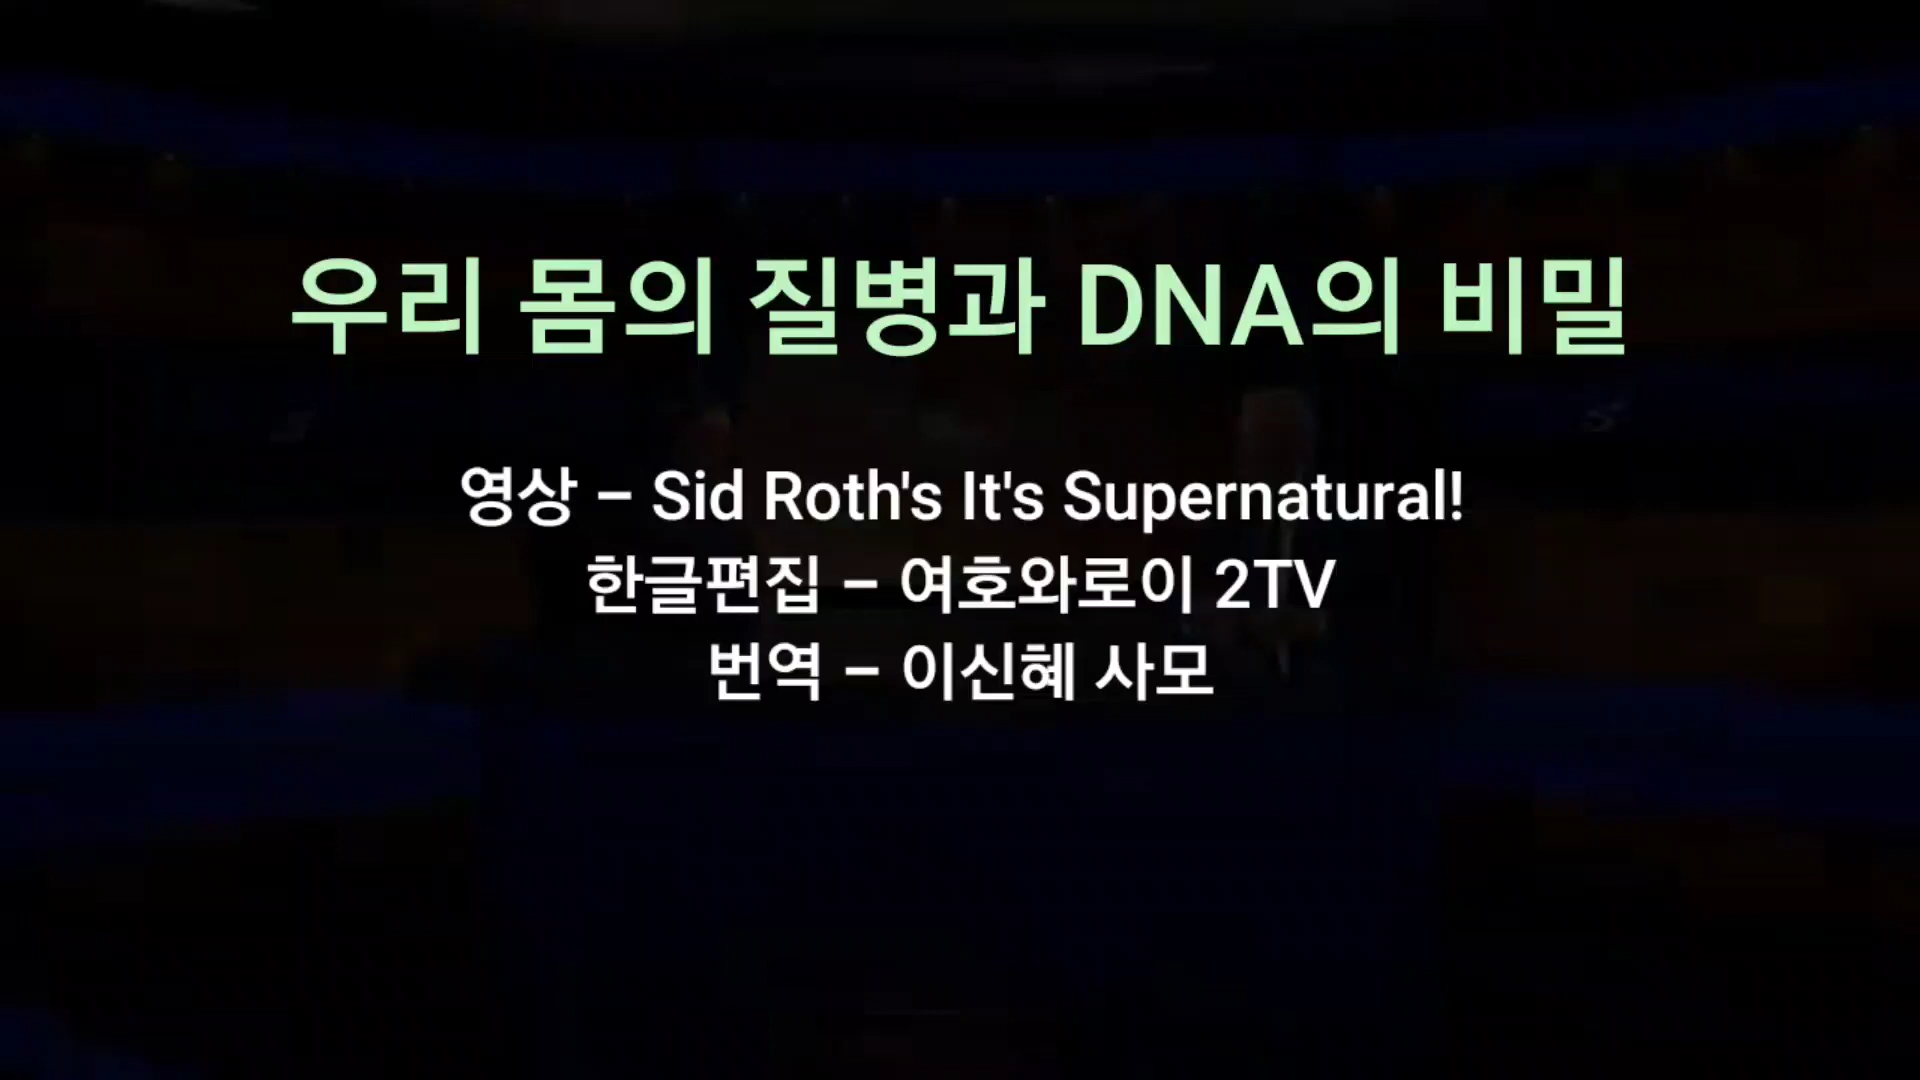 우리 몸의 질병과 DNA의 비밀
영상 – Sid Roth's It's Supernatural!
한글편집 – 여호와로이 2TV
번역 – 이신혜 사모